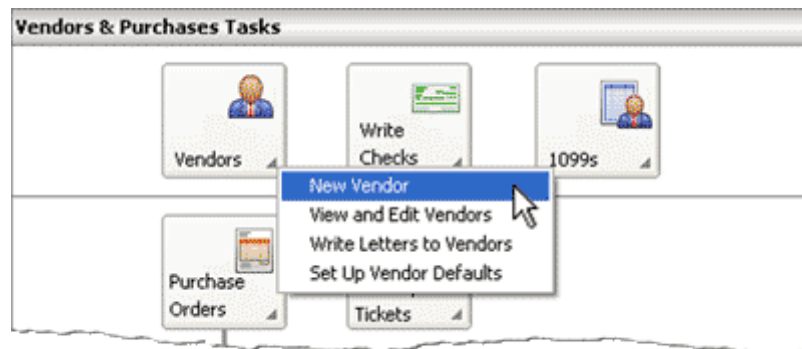 Vendors & Purchases Tasks
Vendors
Write
Checks
1099s
New Vendor
View and Edit Vendors
Write Letters to Vendors
Set Up Vendor Defaults
Purchase
Orders
Tickets